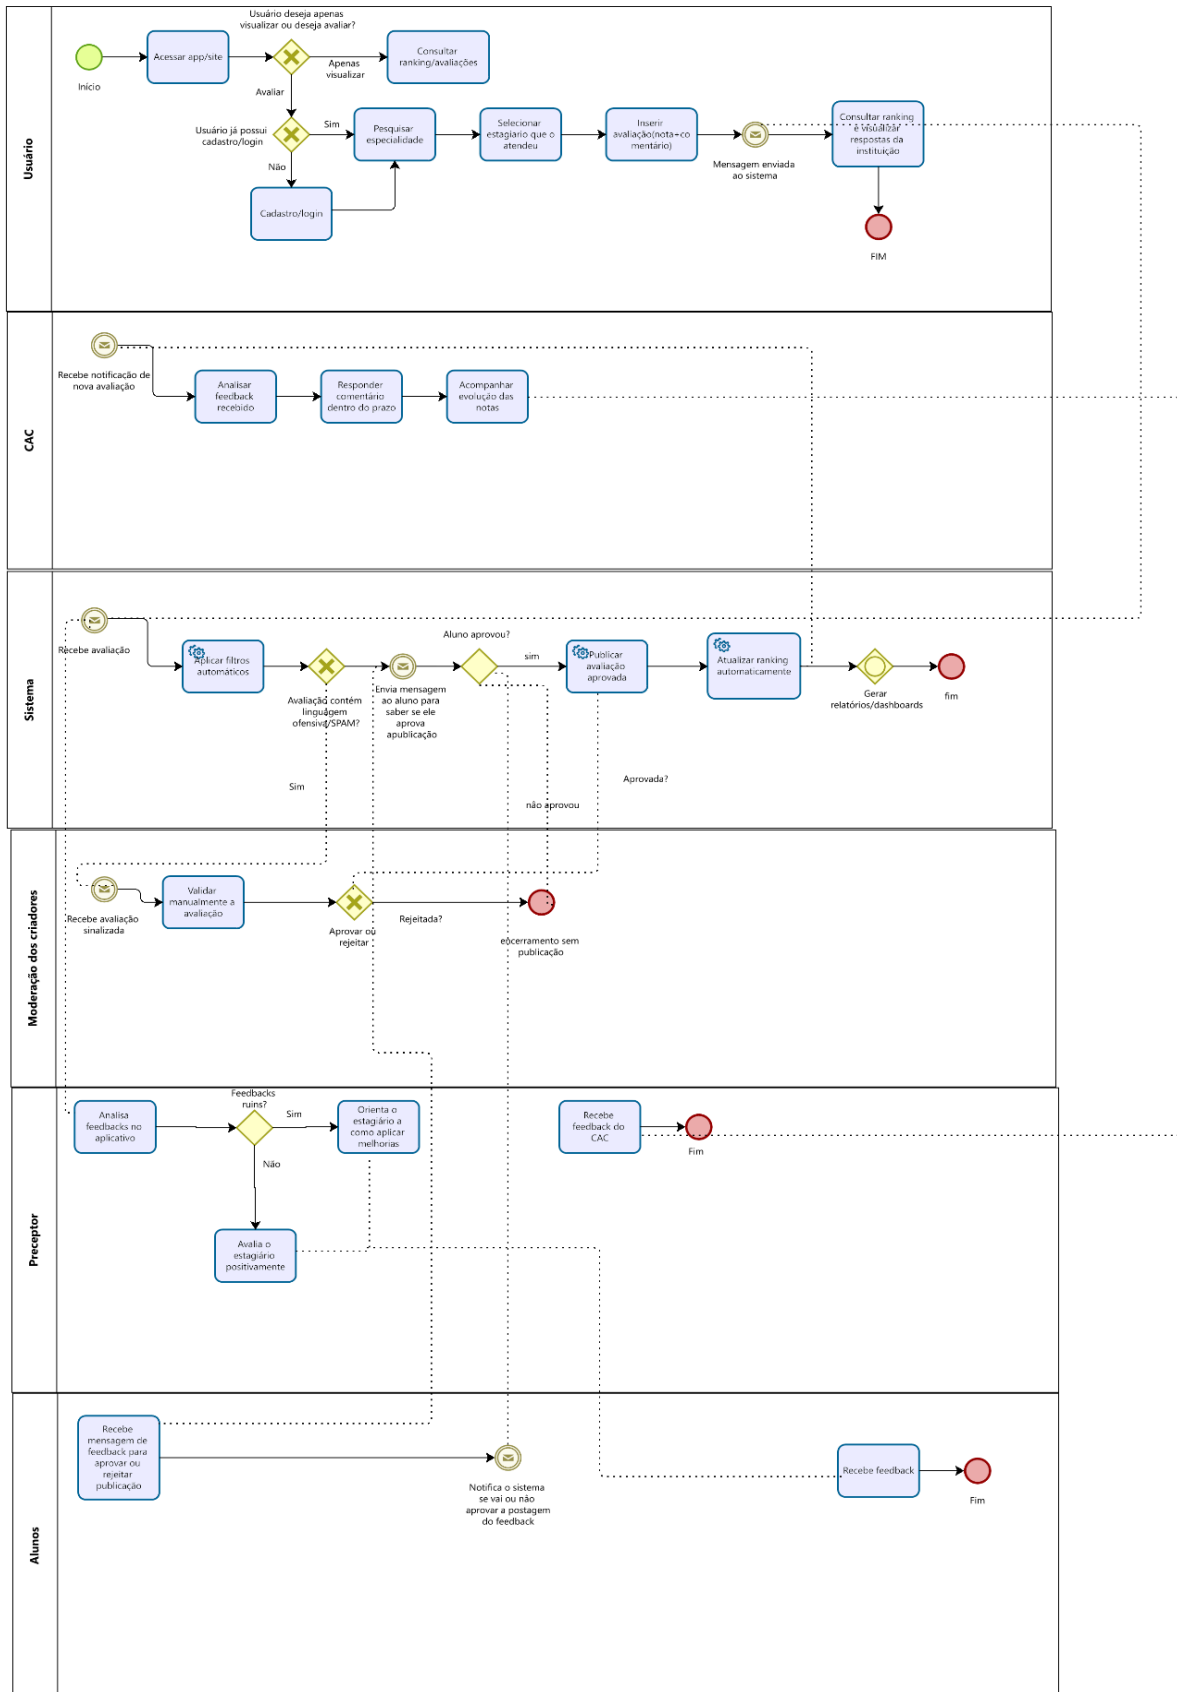 Usuário
Usuário deseja apenas
visualizar ou deseja avaliar?
Início
Acessar app/site
Apenas
visualizar
Consultar
ranking/avaliações
Avaliar
Usuário já possui
cadastro/login
Sim
Não
Cadastro/login
Pesquisar
especialidade
Selecionar
estagíario que o
atendeu
Inserir
avaliação(nota+co
mentário)
Mensagem enviada
ao sistema
Consultar ranking
e visualizar
respostas da
instituição
FIM
CAC
Recebe notificação de
nova avaliação
Analisar
feedback
recebido
Responder
comentário
dentro do prazo
Acompanhar
evolução das
notas
Sistema
Recebe avaliação
Aplicar filtros
automáticos
Avaliação contém
linguagem
ofensiva/SPAM?
Sim
Envia mensagem
ao aluno para
saber se ele
aprova
apublicação
Aluno aprovou?
sim
não aprovou
Publicar
avaliação
aprovada
Aprovada?
Atualizar ranking
automaticamente
Gerar
relatórios/dashboards
fim
Moderação dos criadores
Recebe avaliação
sinalizada
Validar
manualmente a
avaliação
Aprovar ou
rejeitar
Rejeitada?
encerramento sem
publicação
Preceptor
Analisa
feedbacks no
aplicativo
Feedbacks
ruins?
Sim
Não
Orienta o
estagiário a
como aplicar
melhorias
Avalia o
estagiário
positivamente
Recebe
feedback do
CAC
Fim
Alunos
Recebe
mensagem de
feedback para
aprovar ou
rejeitar
publicação
Notifica o sistema
se vai ou não
aprovar a postagem
do feedback
Recebe feedback
Fim